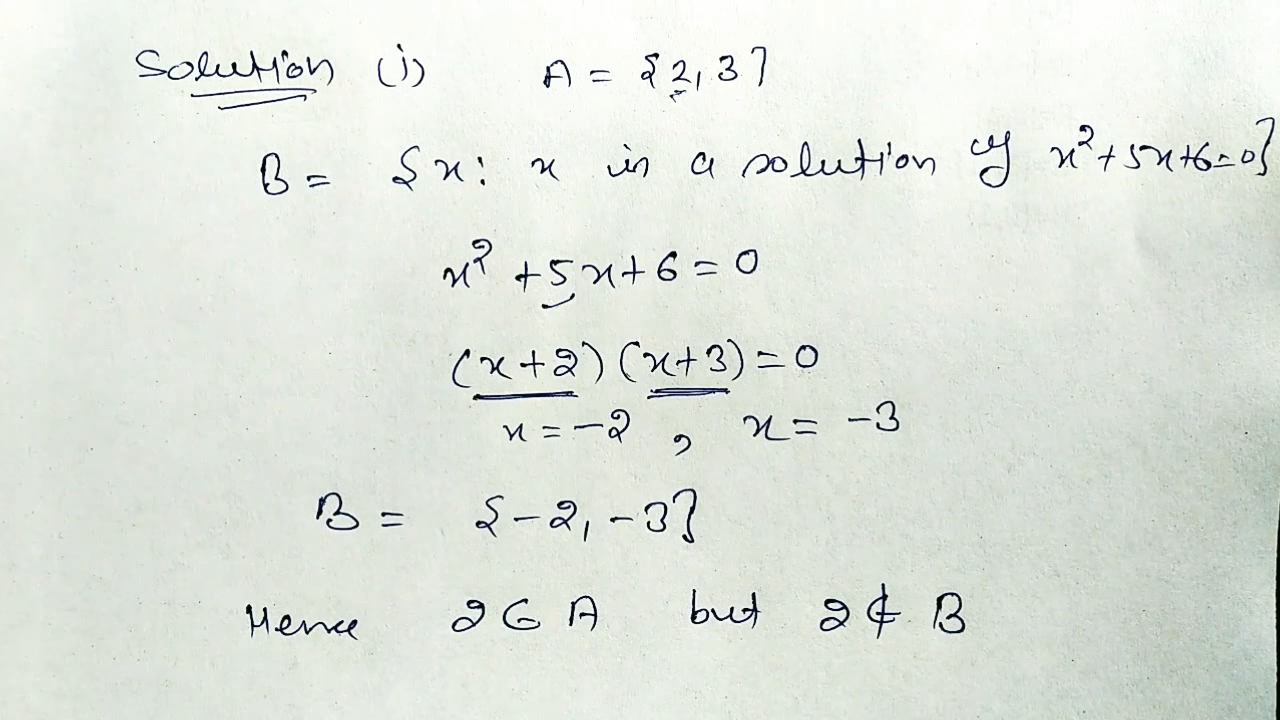 Solution (i) A = {2, 3}
B = {x: x is a solution of x² + 5x+6=0}
x² + 5x + 6 = 0
(x+2) (x+3) = 0
x = -2 , x = -3
B = {-2, -3}
Hence 2 ∈ A but 2 ∉ B